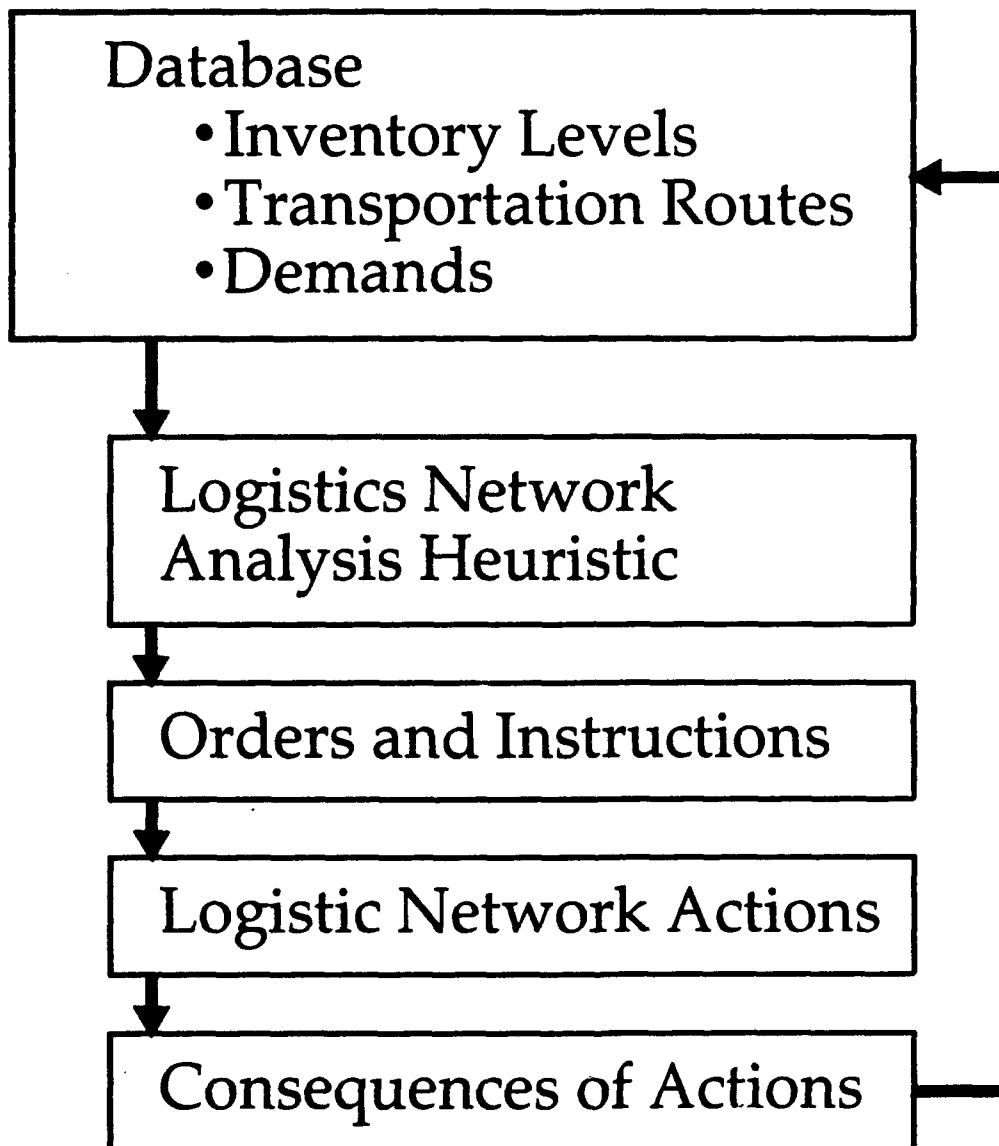 Database
•Inventory Levels
•Transportation Routes
•Demands
Logistics Network
Analysis Heuristic
Orders and Instructions
Logistic Network Actions
Consequences of Actions